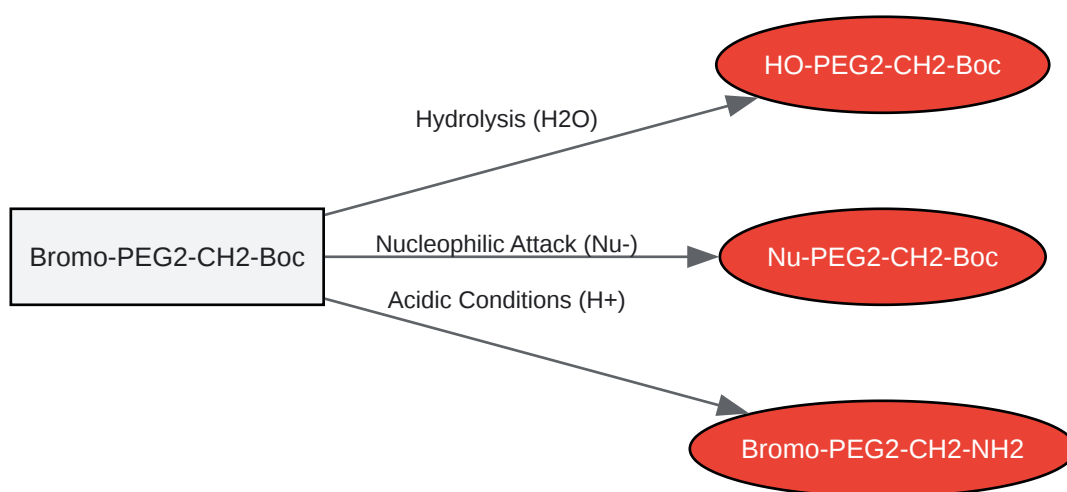 HO-PEG2-CH2-Boc
Hydrolysis (H2O)
Bromo-PEG2-CH2-Boc
Nucleophilic Attack (Nu-)
Nu-PEG2-CH2-Boc
Acidic Conditions (H+)
Bromo-PEG2-CH2-NH2